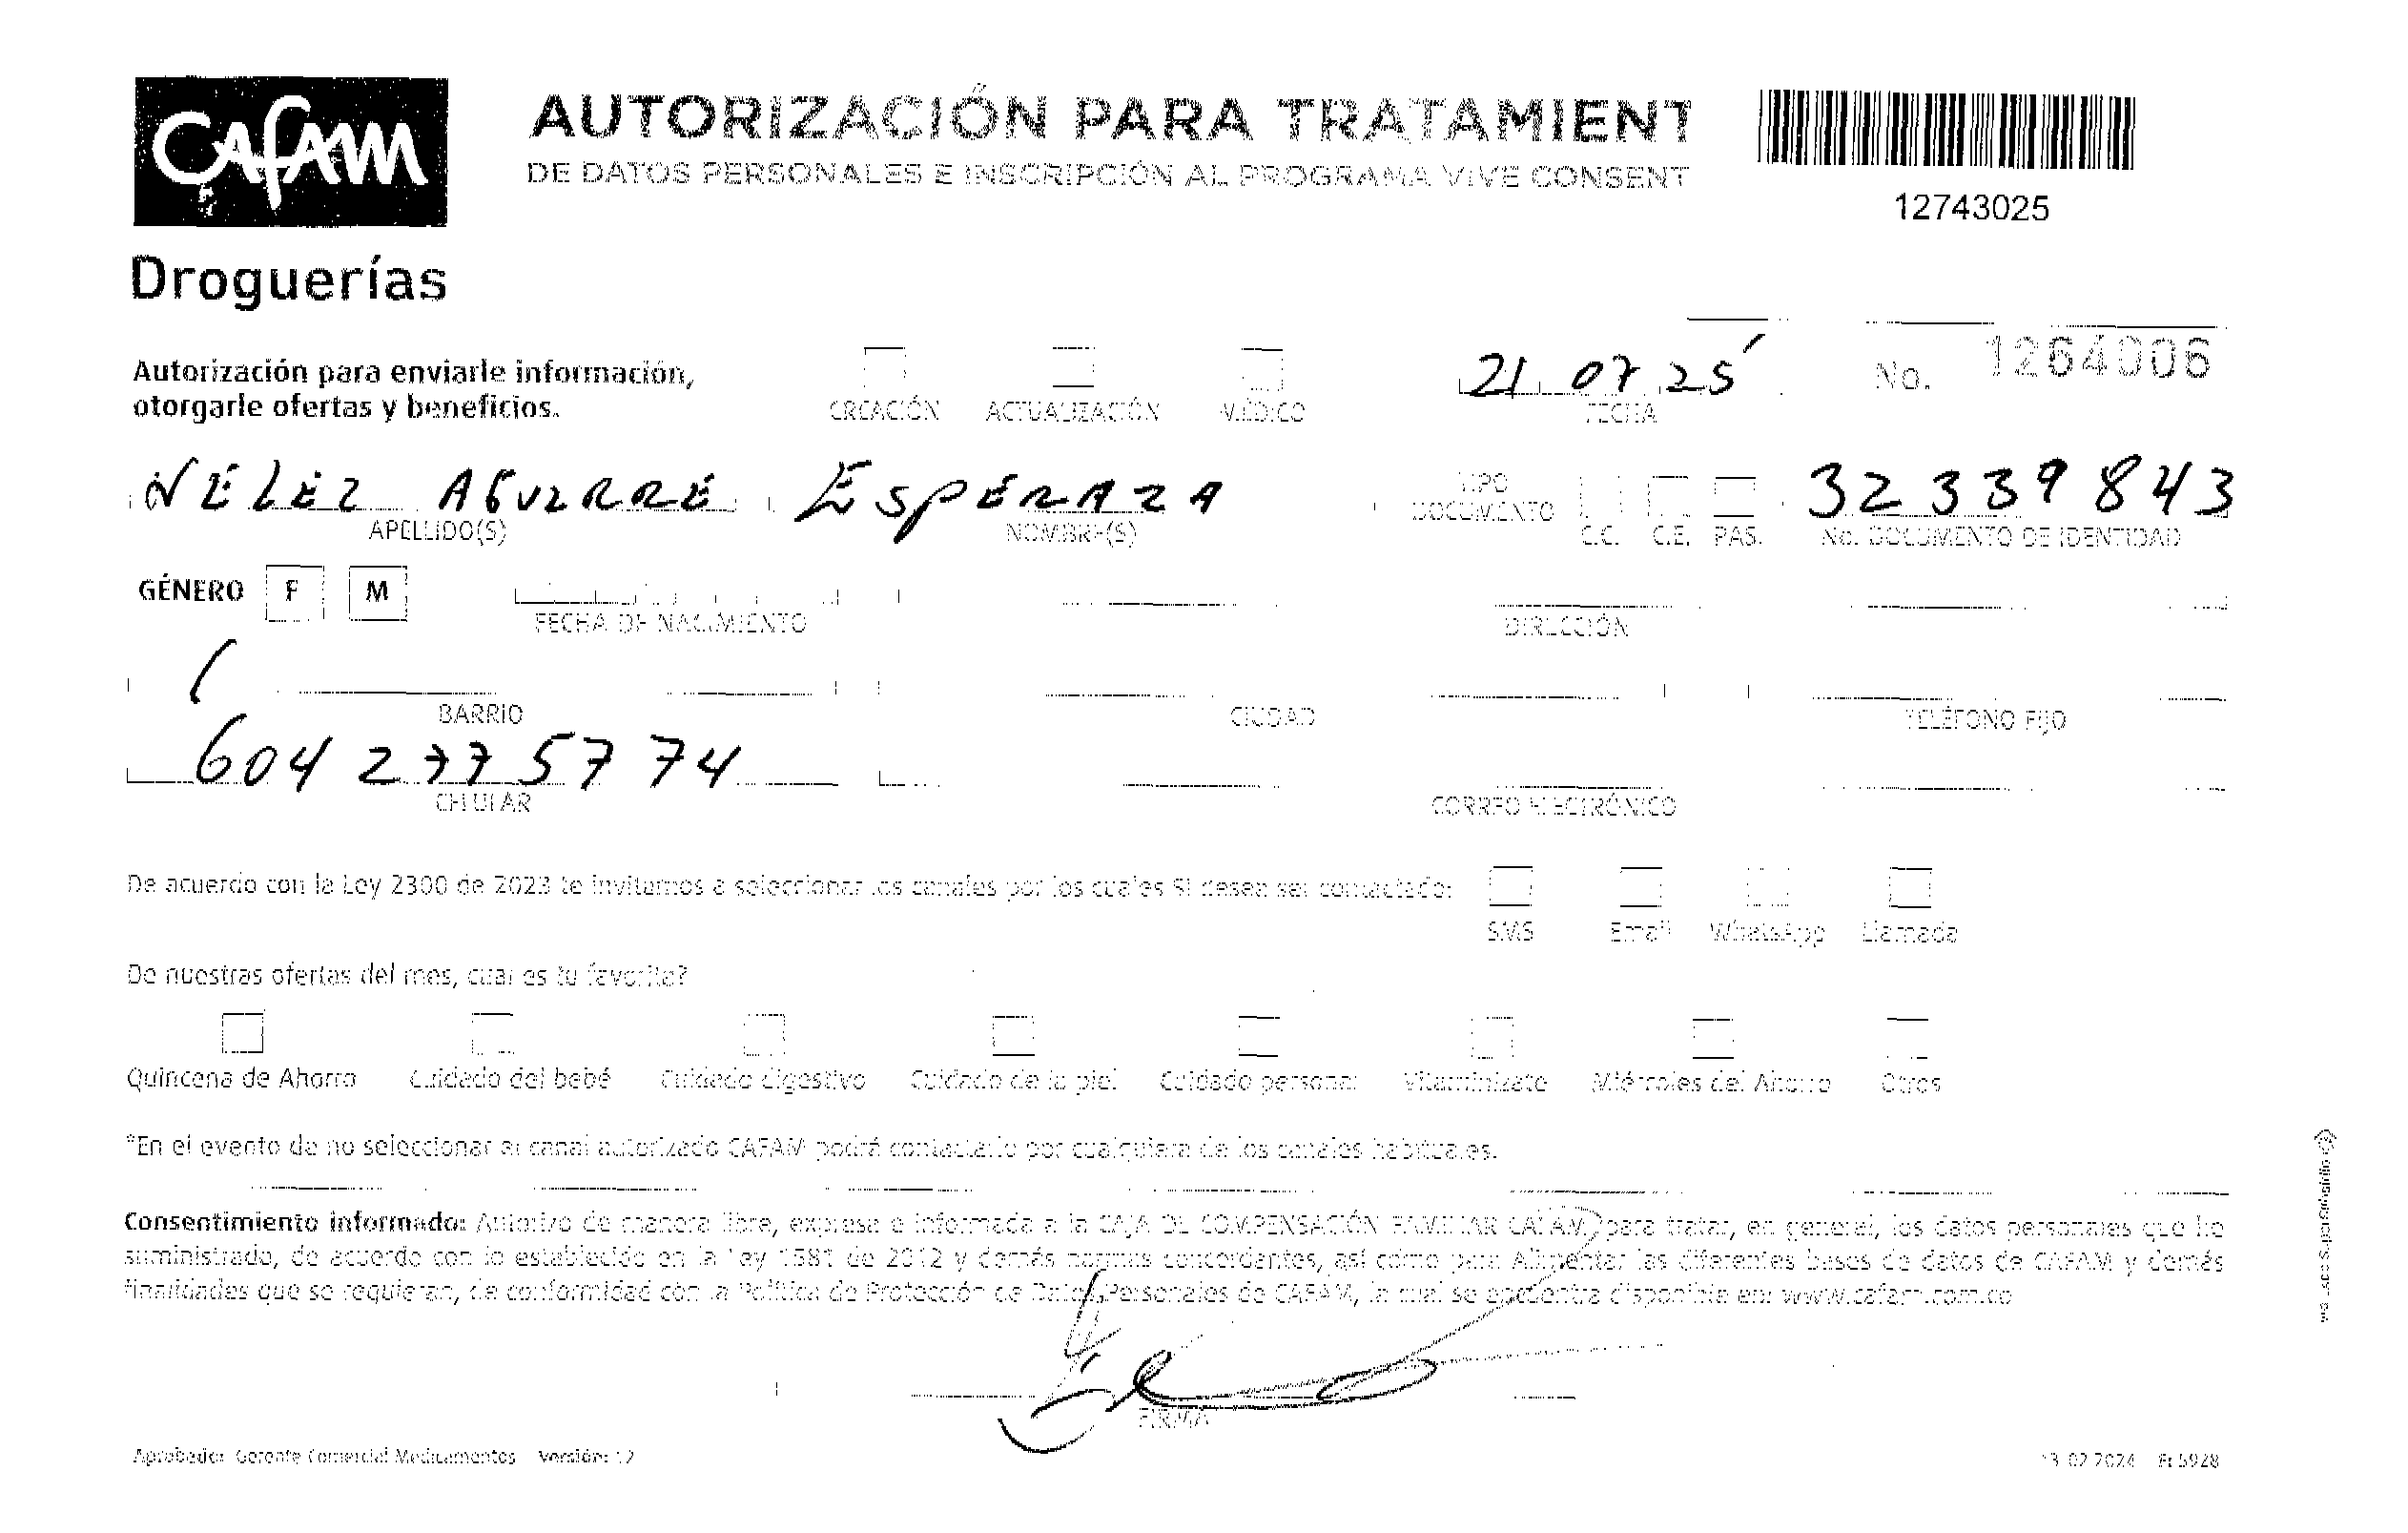 CAFAM
Droguerías
AUTORIZACIÓN PARA TRATAMIENT
DE DATOS PERSONALES E INSCRIPCIÓN AL PROGRAMA VIVE CONSENT
12743025
Autorización para enviarle información,
otorgarle ofertas y beneficios.
CREACIÓN ACTUALIZACIÓN MÉDICO
21 07 25
FECHA
No. 1264006
VELEZ AGUIRRE ESPERAZA
APELLIDO(S) NOMBRE(S)
TIPO
DOCUMENTO
C.C. C.E. PAS.
32339843
No. DOCUMENTO DE IDENTIDAD
GÉNERO F M
FECHA DE NACIMIENTO DIRECCIÓN
BARRIO CIUDAD TELÉFONO FIJO
604 2775774
CELULAR CORREO ELECTRÓNICO
De acuerdo con la Ley 2300 de 2023 te invitamos a seleccionar los canales por los cuales SI desea ser contactado:
SMS Email WhatsApp Llamada
De nuestras ofertas del mes, cual es tu favorita?
Quincena de Ahorro Cuidado del bebé Cuidado digestivo Cuidado de la piel Cuidado personal Vitaminízate Miércoles del Ahorro Otros
*En el evento de no seleccionar el canal autorizado CAFAM podrá contactarlo por cualquiera de los canales habituales.
Consentimiento informado: Autorizo de manera libre, expresa e informada a la CAJA DE COMPENSACIÓN FAMILIAR CAFAM, para tratar, en general, los datos personales que he
suministrado, de acuerdo con lo establecido en la Ley 1581 de 2012 y demás normas concordantes, así como para Alimentar las diferentes bases de datos de CAFAM y demás
finalidades que se requieran, de conformidad con la Política de Protección de Datos Personales de CAFAM, la cual se encuentra disponible en: www.cafam.com.co
FIRMA
Aprobado: Gerente Comercial Medicamentos Versión: 12
13 02 2024 Ft 5928